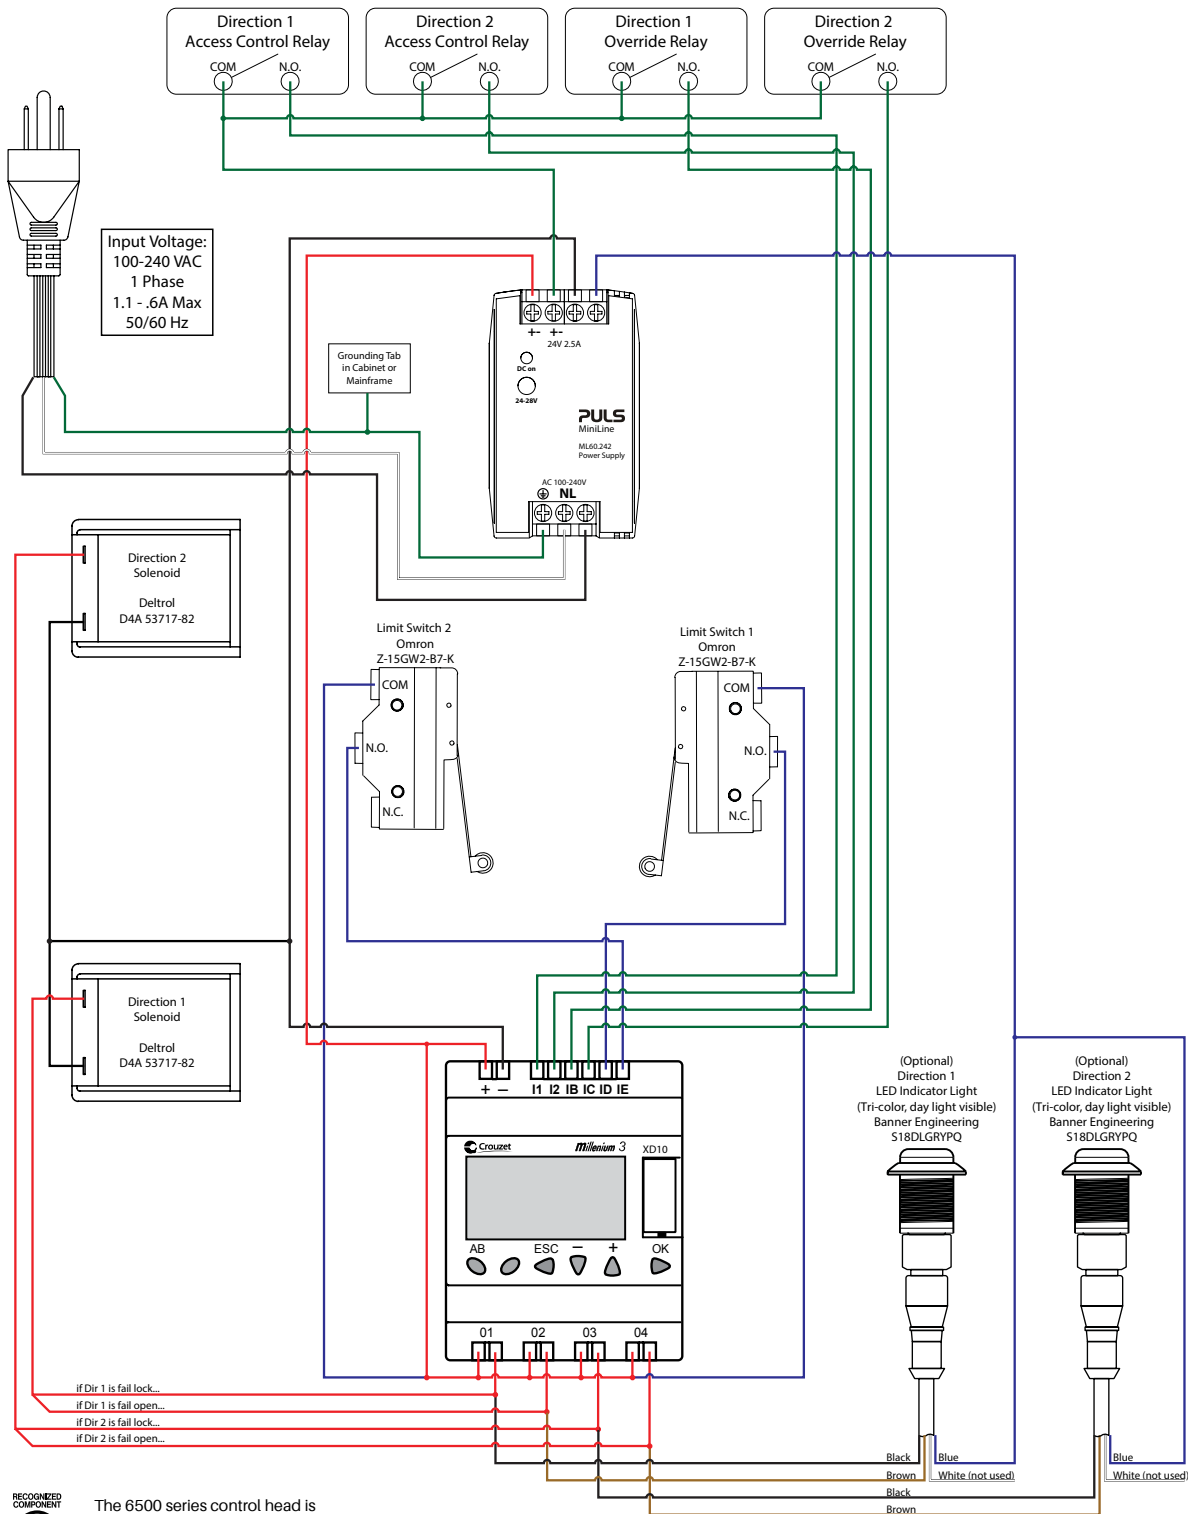 Direction 1
Access Control Relay
COM
N.O.
Direction 2
Access Control Relay
COM
N.O.
Direction 1
Override Relay
COM
N.O.
Direction 2
Override Relay
COM
N.O.
Input Voltage:
100-240 VAC
1 Phase
1.1 - .6A Max
50/60 Hz
Grounding Tab
in Cabinet or
Mainframe
+- +-
24V 2.5A
DC on
24-28V
PULS
MiniLine
ML60.242
Power Supply
AC 100-240V
NL
Direction 2
Solenoid
Deltrol
D4A 53717-82
Limit Switch 2
Omron
Z-15GW2-B7-K
COM
N.O.
N.C.
Limit Switch 1
Omron
Z-15GW2-B7-K
COM
N.O.
N.C.
Direction 1
Solenoid
Deltrol
D4A 53717-82
+ − I1 I2 IB IC ID IE
Crouzet
Millenium 3
XD10
AB
ESC
−
+
OK
01
02
03
04
(Optional)
Direction 1
LED Indicator Light
(Tri-color, day light visible)
Banner Engineering
S18DLGRYPQ
(Optional)
Direction 2
LED Indicator Light
(Tri-color, day light visible)
Banner Engineering
S18DLGRYPQ
if Dir 1 is fail lock...
if Dir 1 is fail open...
if Dir 2 is fail lock...
if Dir 2 is fail open...
Black
Blue
Brown
White (not used)
Blue
White (not used)
Black
Brown
RECOGNIZED
COMPONENT
The 6500 series control head is